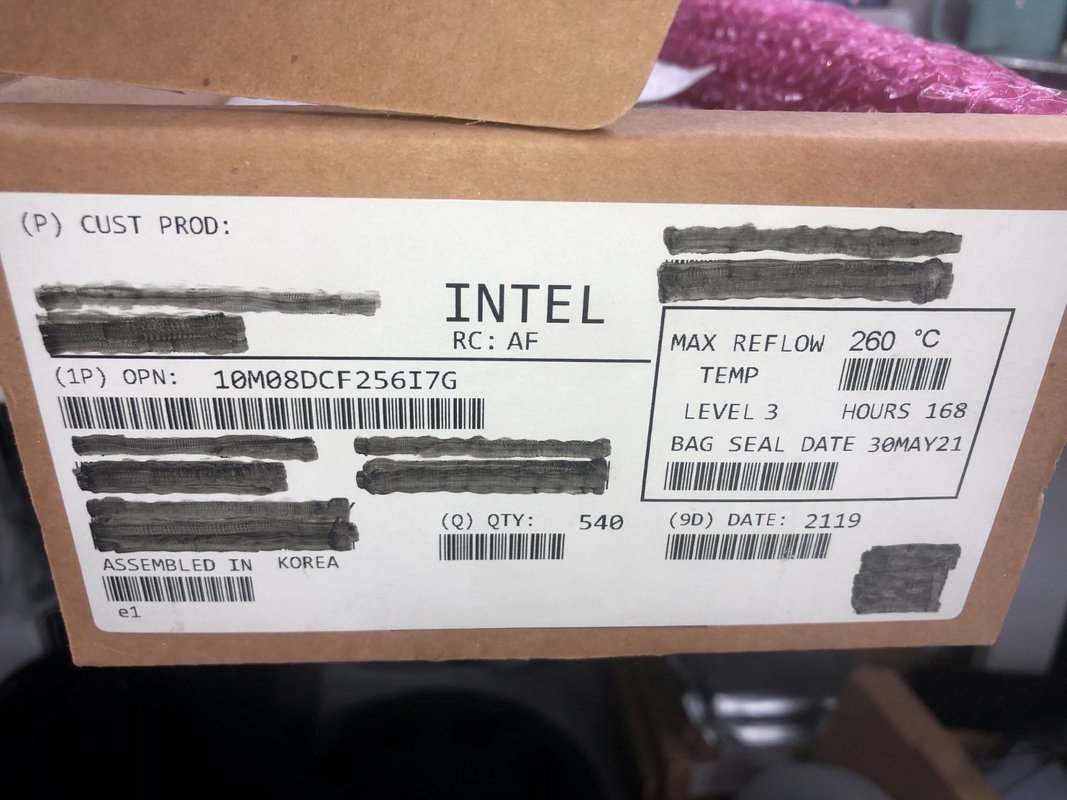 (P) CUST PROD:
INTEL
RC: AF
(1P) OPN: 10M08DCF256I7G
MAX REFLOW 260 °C
TEMP
LEVEL 3 HOURS 168
BAG SEAL DATE 30MAY21
(Q) QTY: 540
(9D) DATE: 2119
ASSEMBLED IN KOREA
e1